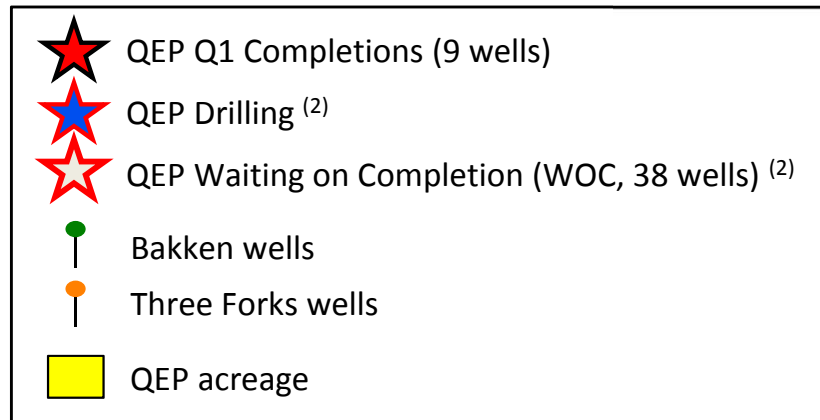 QEP Q1 Completions (9 wells)
QEP Drilling (2)
QEP Waiting on Completion (WOC, 38 wells) (2)
Bakken wells
Three Forks wells
QEP acreage